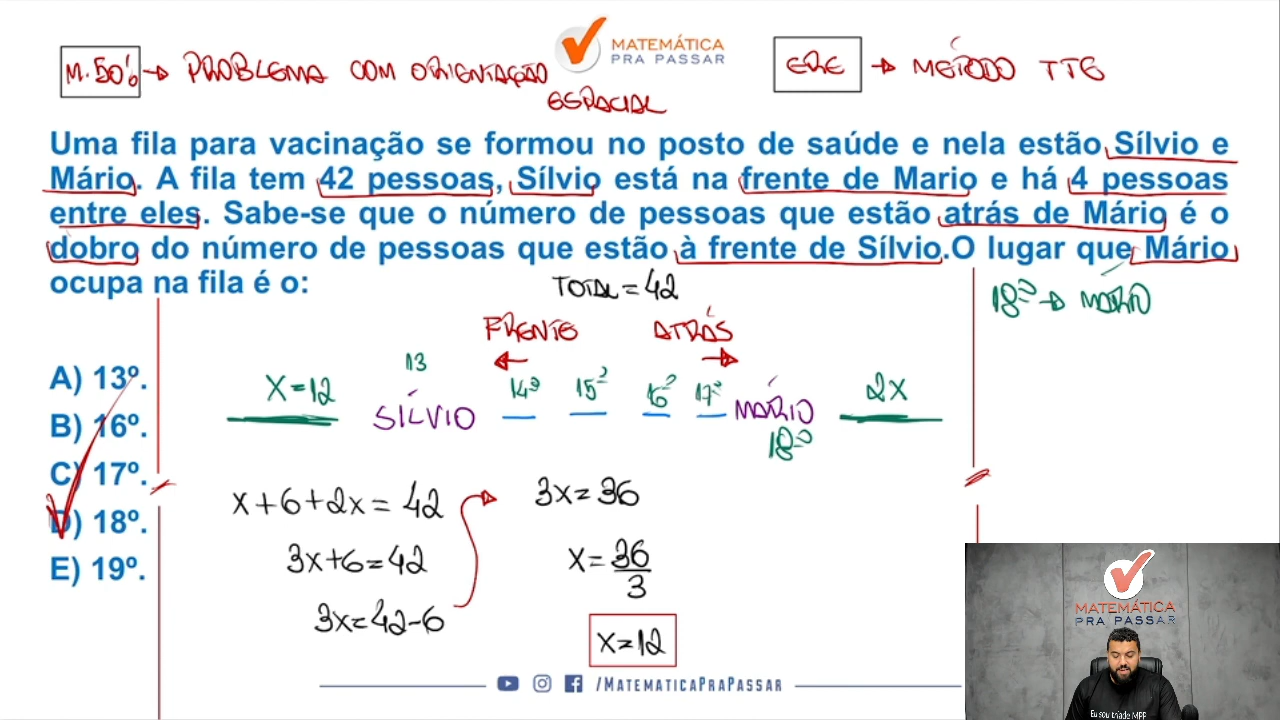 M.50% → PROBLEMA COM ORIENTAÇÃO
ESPACIAL
MATEMÁTICA
PRA PASSAR
ERE → MÉTODO TTE
Uma fila para vacinação se formou no posto de saúde e nela estão Sílvio e
Mário. A fila tem 42 pessoas, Sílvio está na frente de Mario e há 4 pessoas
entre eles. Sabe-se que o número de pessoas que estão atrás de Mário é o
dobro do número de pessoas que estão à frente de Sílvio.O lugar que Mário
ocupa na fila é o:
TOTAL = 42
18º → MÁRIO
FRENTE ATRÁS
← →
A) 13º.
B) 16º.
C) 17º.
D) 18º.
E) 19º.
13
X=12 SÍLVIO 14º 15º 16º 17º MÁRIO 2X
18º
X+6+2X=42
3X+6=42
3X=42-6
3X=36
X=36/3
X=12
/MatematicaPraPassar
MATEMÁTICA
PRA PASSAR
Eu sou tríade MPP